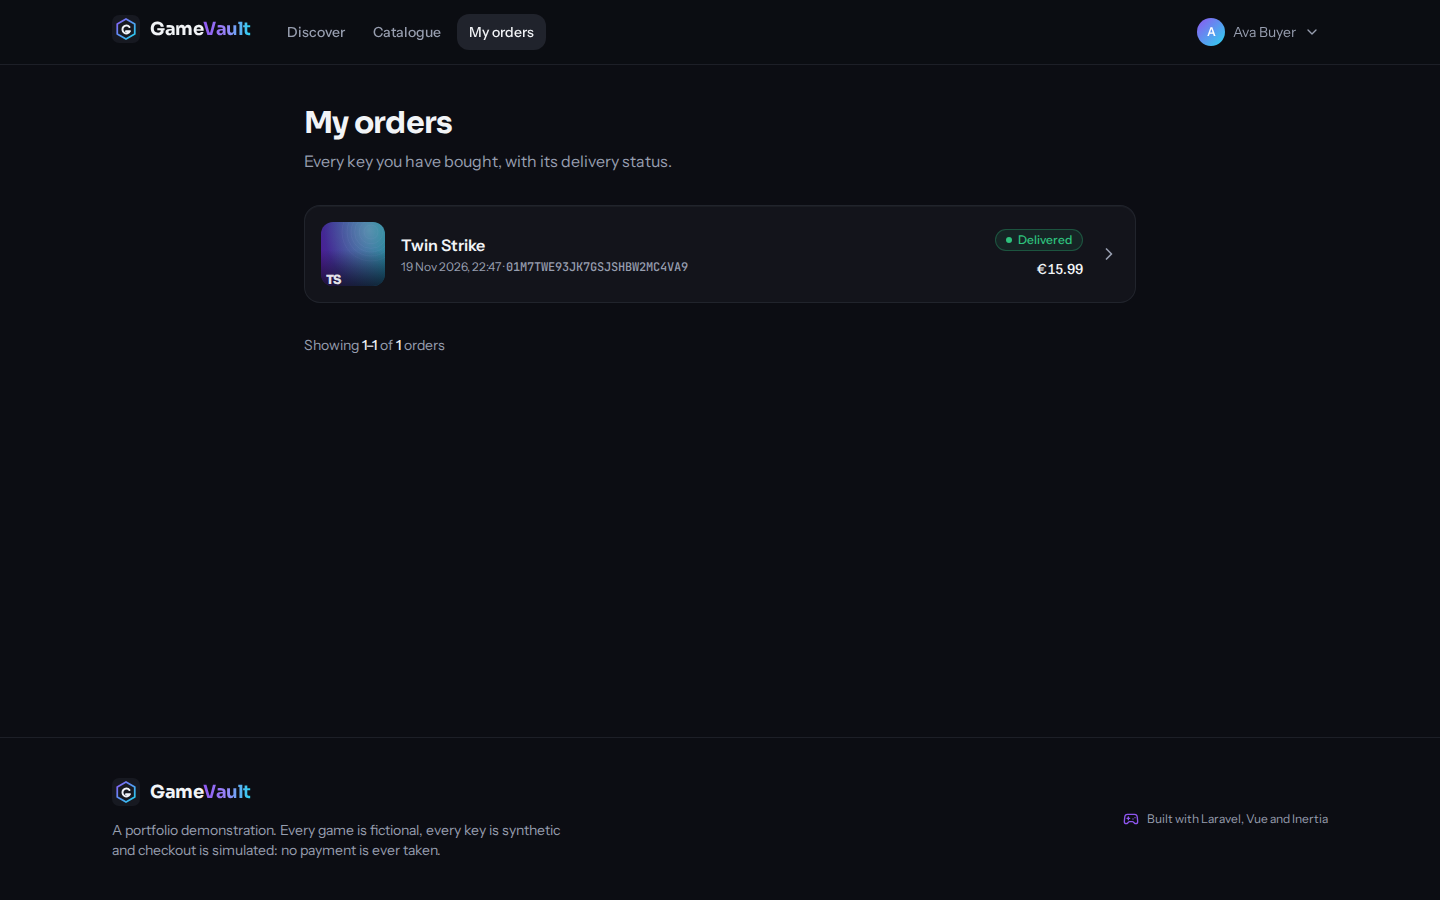 GameVault
Discover
Catalogue
My orders
A
Ava Buyer
My orders
Every key you have bought, with its delivery status.
TS
Twin Strike
19 Nov 2026, 22:47·01M7TWE93JK7GSJSHBW2MC4VA9
Delivered
€15.99
Showing 1–1 of 1 orders
GameVault
A portfolio demonstration. Every game is fictional, every key is synthetic
and checkout is simulated: no payment is ever taken.
Built with Laravel, Vue and Inertia